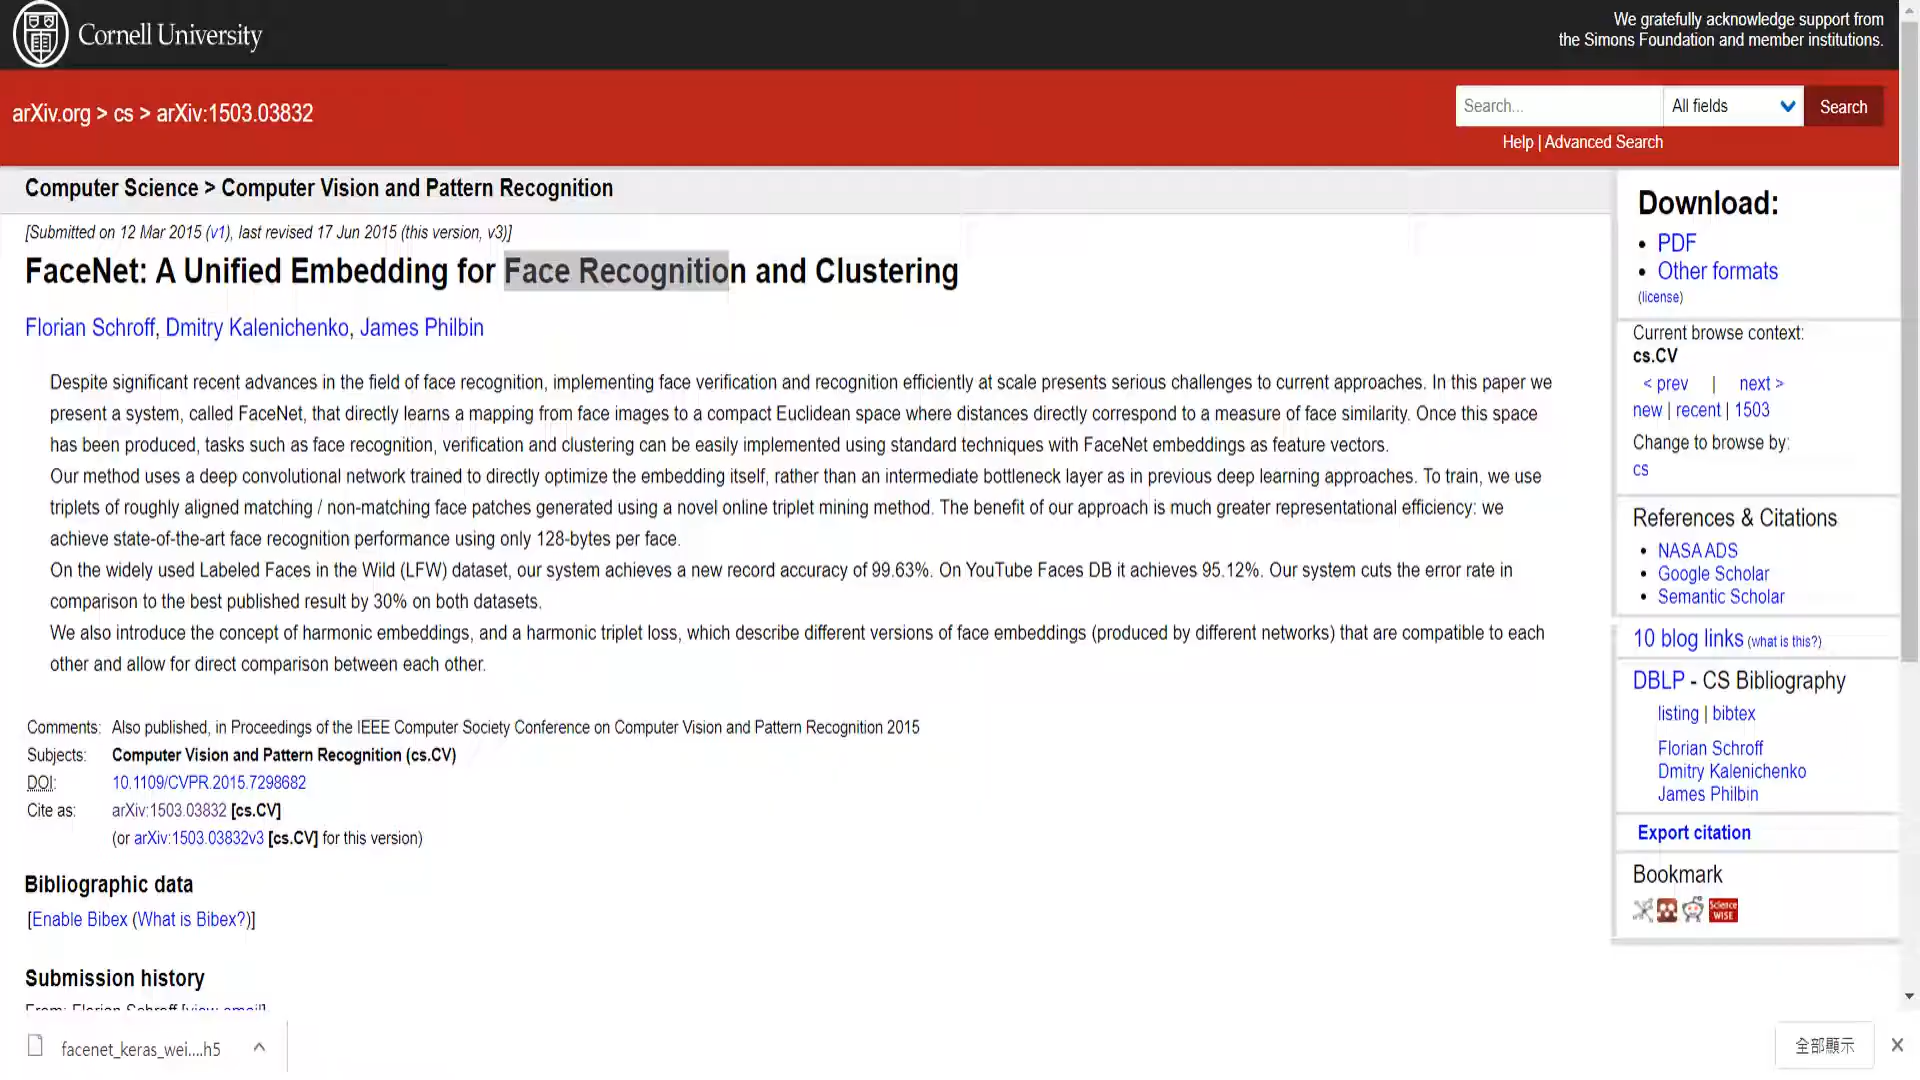 Cornell University
We gratefully acknowledge support from
the Simons Foundation and member institutions.
arXiv.org > cs > arXiv:1503.03832
Search...
All fields
Search
Help | Advanced Search
Computer Science > Computer Vision and Pattern Recognition
[Submitted on 12 Mar 2015 (v1), last revised 17 Jun 2015 (this version, v3)]
FaceNet: A Unified Embedding for Face Recognition and Clustering
Florian Schroff, Dmitry Kalenichenko, James Philbin
Despite significant recent advances in the field of face recognition, implementing face verification and recognition efficiently at scale presents serious challenges to current approaches. In this paper we
present a system, called FaceNet, that directly learns a mapping from face images to a compact Euclidean space where distances directly correspond to a measure of face similarity. Once this space
has been produced, tasks such as face recognition, verification and clustering can be easily implemented using standard techniques with FaceNet embeddings as feature vectors.
Our method uses a deep convolutional network trained to directly optimize the embedding itself, rather than an intermediate bottleneck layer as in previous deep learning approaches. To train, we use
triplets of roughly aligned matching / non-matching face patches generated using a novel online triplet mining method. The benefit of our approach is much greater representational efficiency: we
achieve state-of-the-art face recognition performance using only 128-bytes per face.
On the widely used Labeled Faces in the Wild (LFW) dataset, our system achieves a new record accuracy of 99.63%. On YouTube Faces DB it achieves 95.12%. Our system cuts the error rate in
comparison to the best published result by 30% on both datasets.
We also introduce the concept of harmonic embeddings, and a harmonic triplet loss, which describe different versions of face embeddings (produced by different networks) that are compatible to each
other and allow for direct comparison between each other.
Comments: Also published, in Proceedings of the IEEE Computer Society Conference on Computer Vision and Pattern Recognition 2015
Subjects: Computer Vision and Pattern Recognition (cs.CV)
DOI: 10.1109/CVPR.2015.7298682
Cite as: arXiv:1503.03832 [cs.CV]
(or arXiv:1503.03832v3 [cs.CV] for this version)
Bibliographic data
[Enable Bibex (What is Bibex?)]
Submission history
From: Florian Schroff [view email]
Download:
PDF
Other formats
(license)
Current browse context:
cs.CV
< prev | next >
new | recent | 1503
Change to browse by:
cs
References & Citations
NASA ADS
Google Scholar
Semantic Scholar
10 blog links (what is this?)
DBLP - CS Bibliography
listing | bibtex
Florian Schroff
Dmitry Kalenichenko
James Philbin
Export citation
Bookmark
Science
WISE
facenet_keras_wei....h5
全部顯示